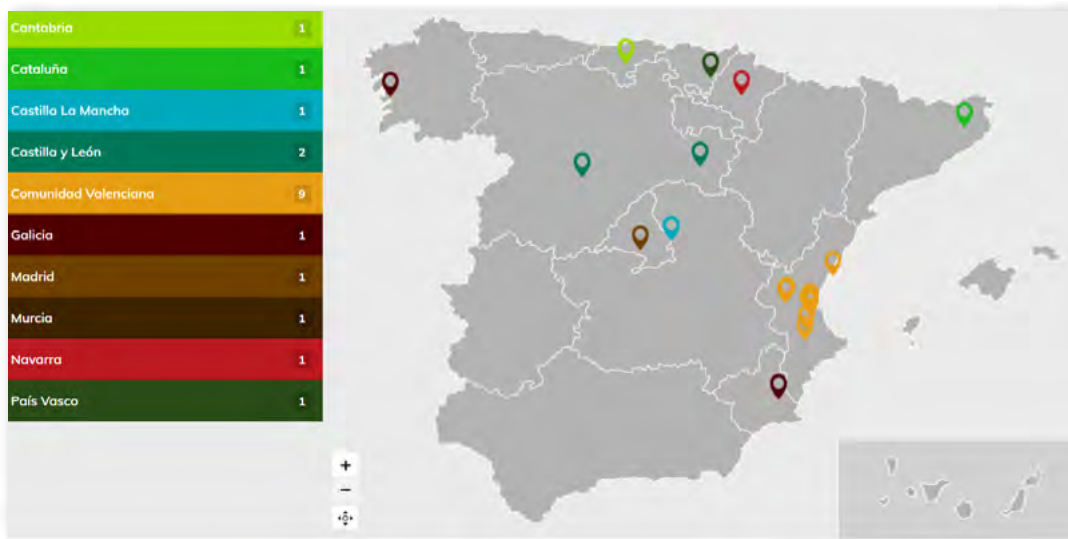 Cantabria 1
Cataluña 1
Castilla La Mancha 1
Castilla y León 2
Comunidad Valenciana 9
Galicia 1
Madrid 1
Murcia 1
Navarra 1
País Vasco 1
+
−